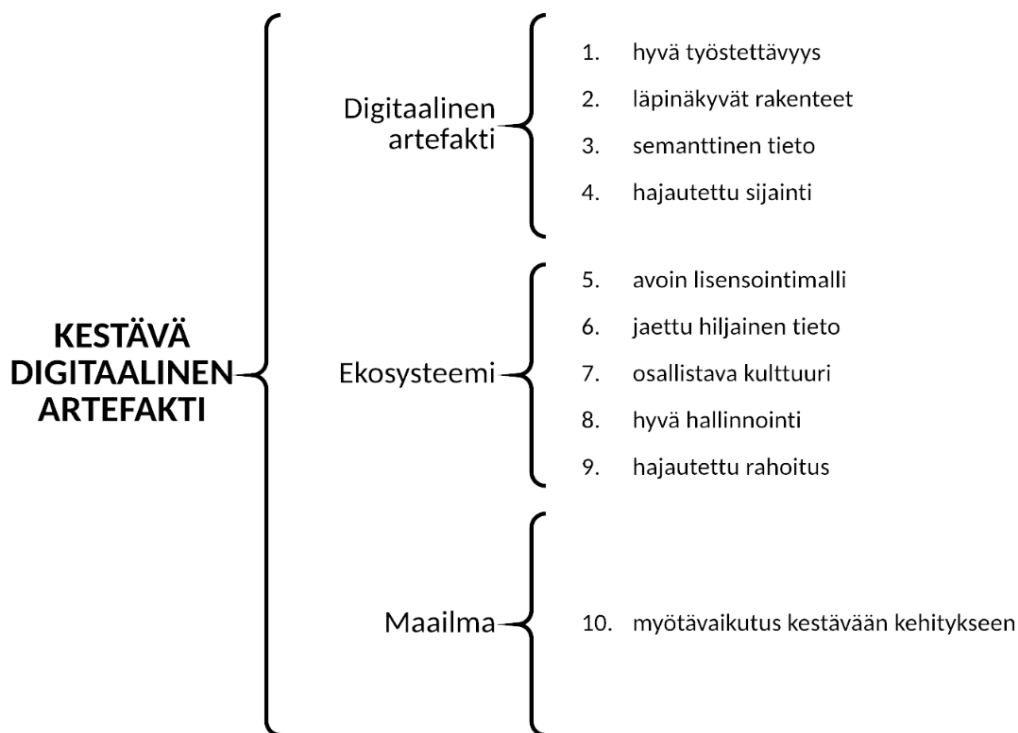 KESTÄVÄ
DIGITAALINEN
ARTEFAKTI
Digitaalinen
artefakti
1. hyvä työstettävyys
2. läpinäkyvät rakenteet
3. semanttinen tieto
4. hajautettu sijainti
Ekosysteemi
5. avoin lisensointimalli
6. jaettu hiljainen tieto
7. osallistava kulttuuri
8. hyvä hallinnointi
9. hajautettu rahoitus
Maailma
10. myötävaikutus kestävään kehitykseen